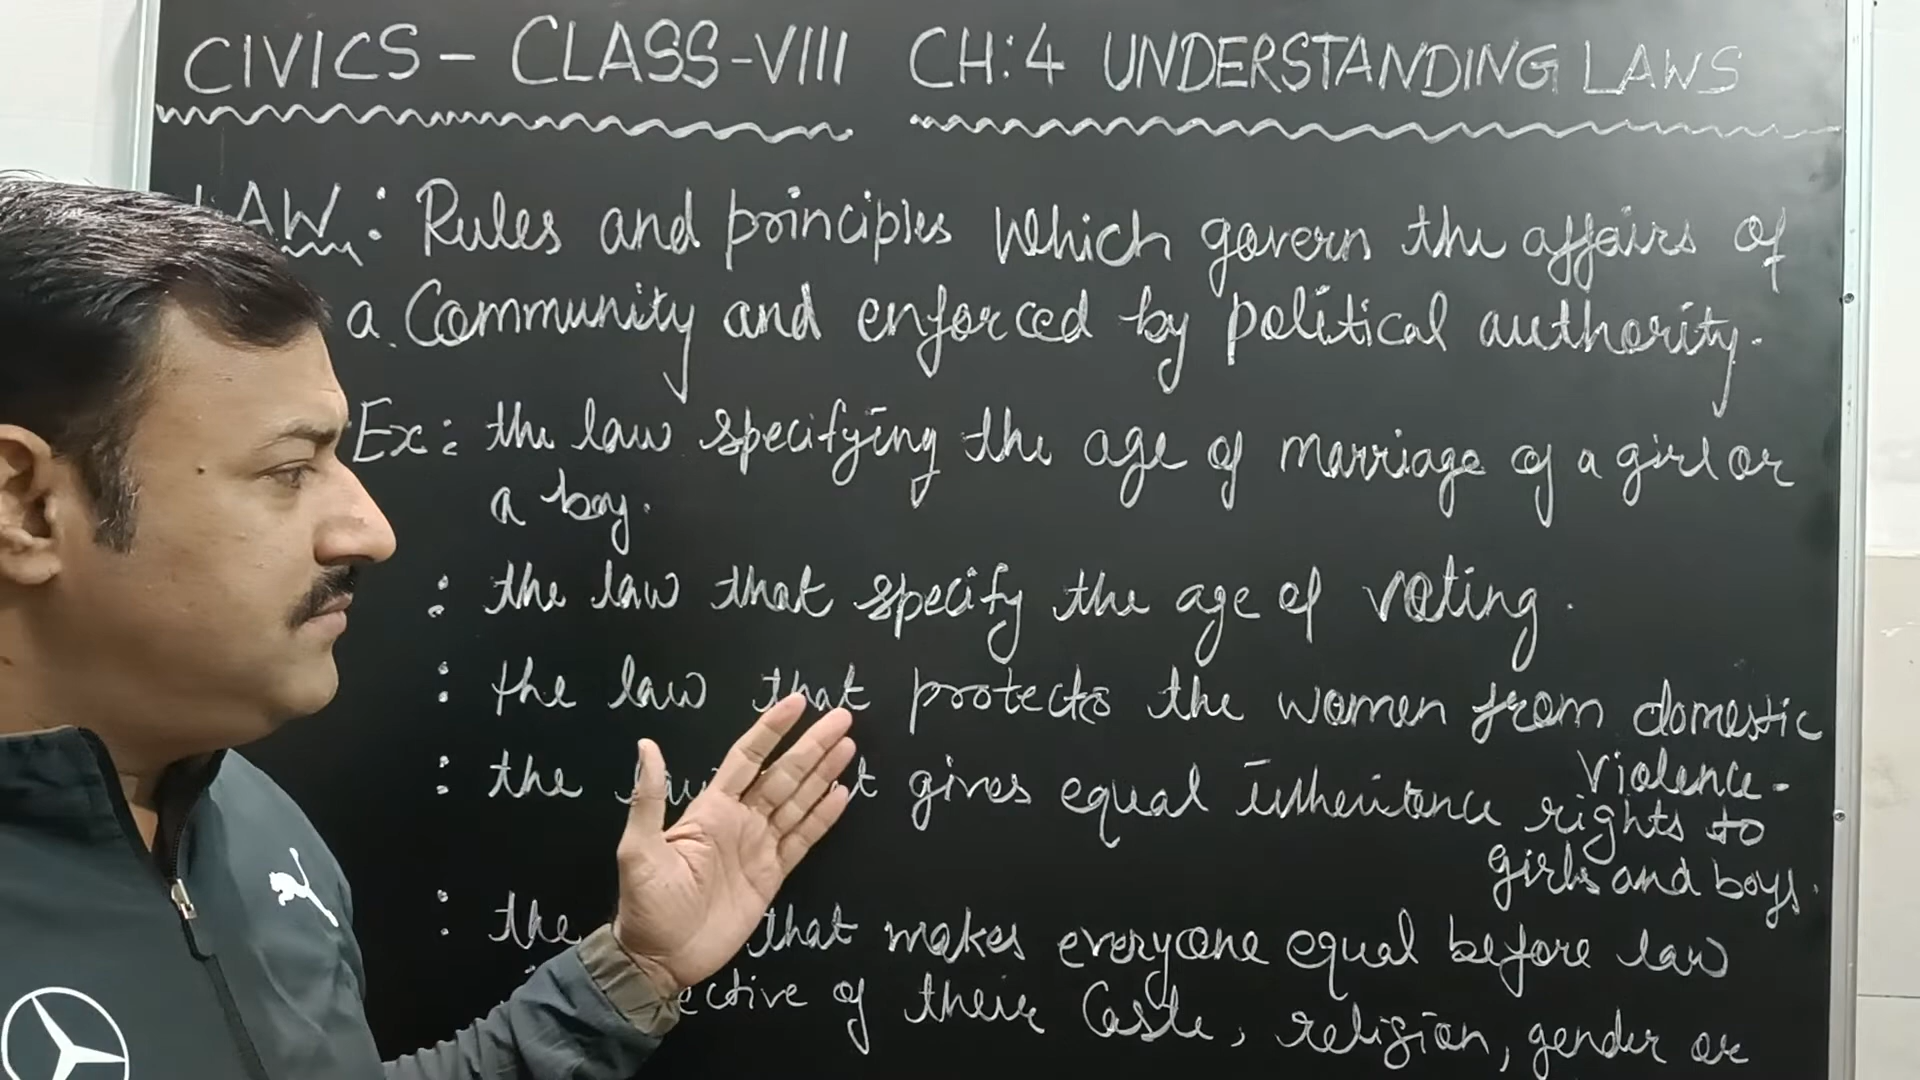 CIVICS - CLASS-VIII CH:4 UNDERSTANDING LAWS
LAW: Rules and principles which govern the affairs of
a Community and enforced by political authority.
Ex: the law specifying the age of marriage of a girl or
a boy.
: the law that specify the age of voting.
: the law that protects the women from domestic
violence.
: the gives equal inheritance rights to
girls and boys.
: the that makes everyone equal before law
of their Caste, religion, gender or